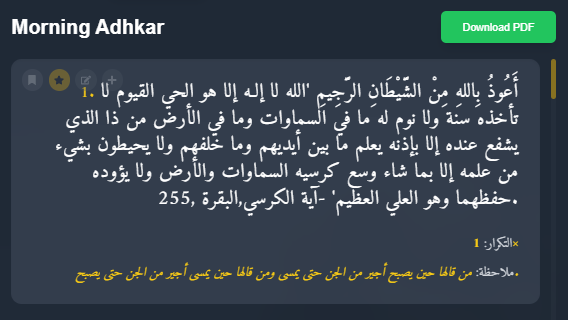 Morning Adhkar
Download PDF
1. أَعُوذُ بِاللهِ مِنْ الشَّيْطَانِ الرَّجِيمِ 'الله لا إلـه إلا هو الحي القيوم لا
تأخذه سنة ولا نوم له ما في السماوات وما في الأرض من ذا الذي
يشفع عنده إلا بإذنه يعلم ما بين أيديهم وما خلفهم ولا يحيطون بشيء
من علمه إلا بما شاء وسع كرسيه السماوات والأرض ولا يؤوده
.حفظهما وهو العلي العظيم' -آية الكرسي,البقرة ,255
×التكرار: 1
.ملاحظة: من قالها حين يصبح أجير من الجن حتى يمسى ومن قالها حين يمسى أجير من الجن حتى يصبح